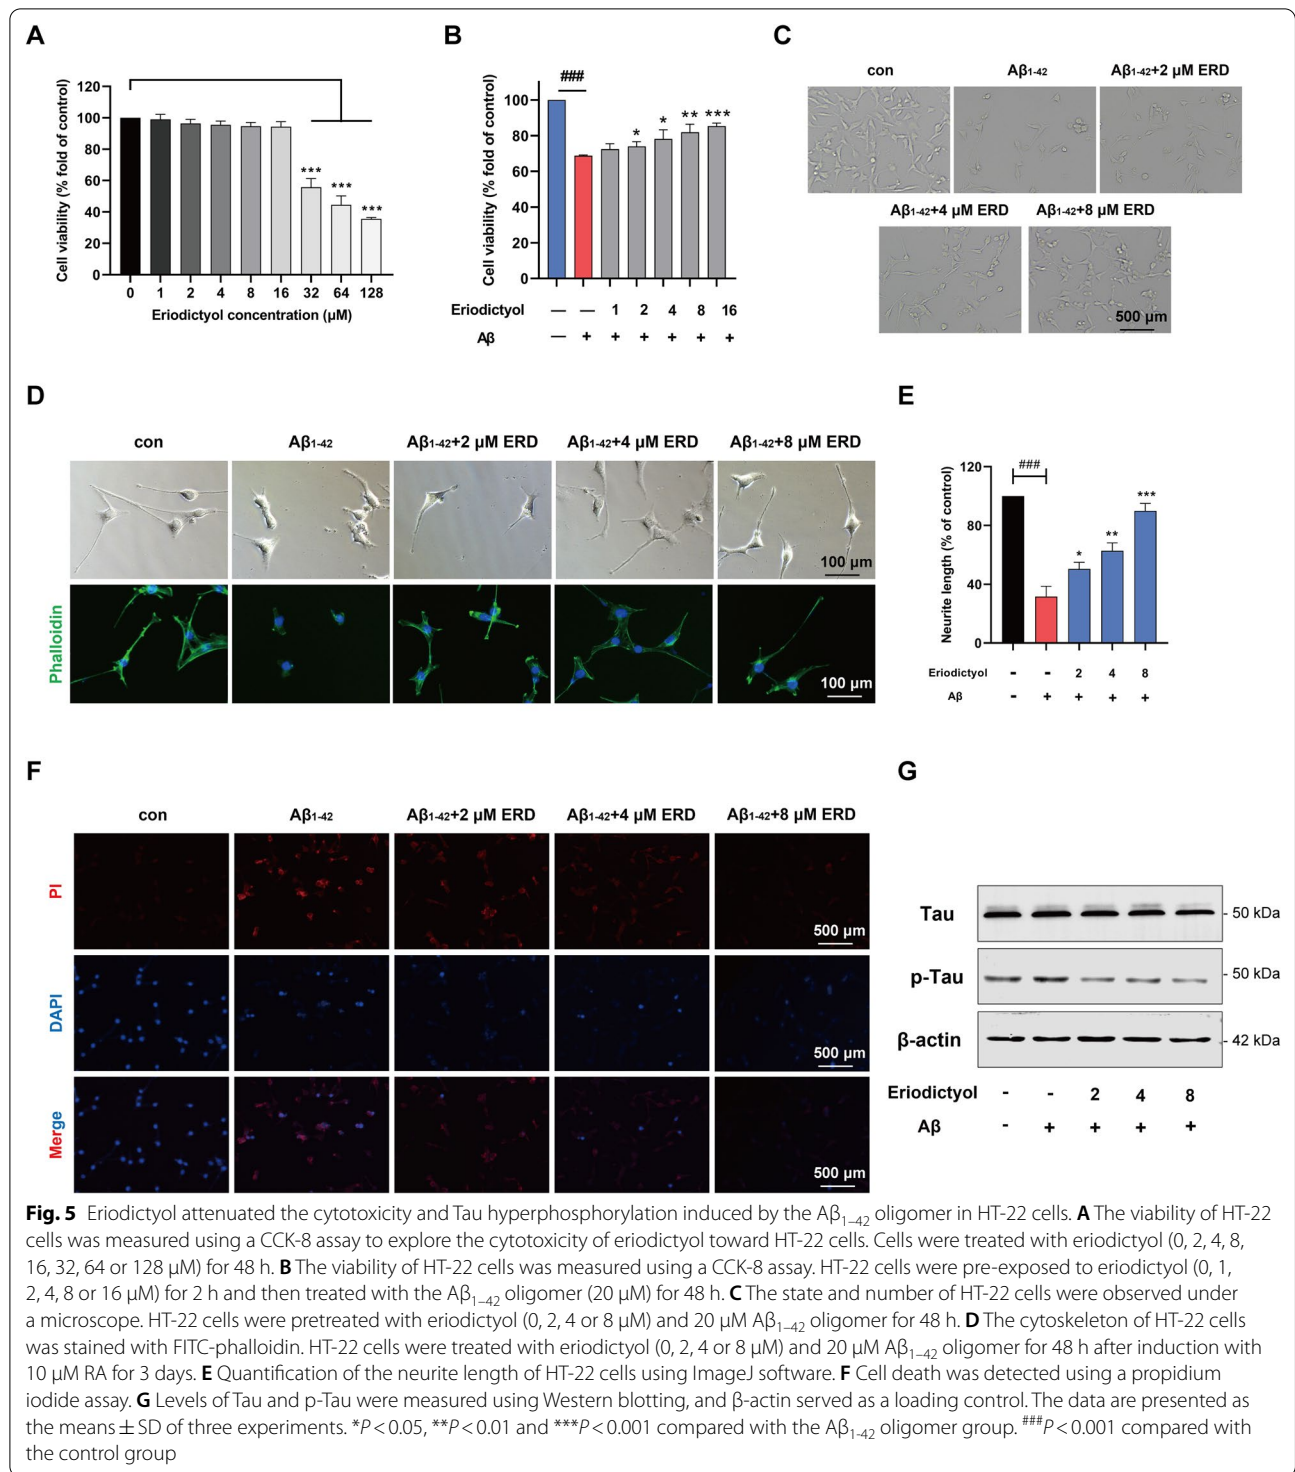 A
Cell viability (% fold of control)
120
100
80
60
40
20
0
*** *** ***
0 1 2 4 8 16 32 64 128
Eriodictyol concentration (μM)
B
Cell viability (% fold of control)
100
80
60
40
20
0
###
* * ** ***
Eriodictyol — — 1 2 4 8 16
Aβ — + + + + + +
C
con Aβ1-42 Aβ1-42+2 μM ERD
Aβ1-42+4 μM ERD Aβ1-42+8 μM ERD
500 μm
D
con Aβ1-42 Aβ1-42+2 μM ERD Aβ1-42+4 μM ERD Aβ1-42+8 μM ERD
100 μm
Phalloidin
100 μm
E
Neurite length (% of control)
120
80
40
0
###
* ** ***
Eriodictyol - - 2 4 8
Aβ - + + + +
F
con Aβ1-42 Aβ1-42+2 μM ERD Aβ1-42+4 μM ERD Aβ1-42+8 μM ERD
PI
500 μm
DAPI
500 μm
Merge
500 μm
G
Tau - 50 kDa
p-Tau - 50 kDa
β-actin - 42 kDa
Eriodictyol - - 2 4 8
Aβ - + + + +
Fig. 5 Eriodictyol attenuated the cytotoxicity and Tau hyperphosphorylation induced by the Aβ1–42 oligomer in HT-22 cells. A The viability of HT-22
cells was measured using a CCK-8 assay to explore the cytotoxicity of eriodictyol toward HT-22 cells. Cells were treated with eriodictyol (0, 2, 4, 8,
16, 32, 64 or 128 μM) for 48 h. B The viability of HT-22 cells was measured using a CCK-8 assay. HT-22 cells were pre-exposed to eriodictyol (0, 1,
2, 4, 8 or 16 μM) for 2 h and then treated with the Aβ1–42 oligomer (20 μM) for 48 h. C The state and number of HT-22 cells were observed under
a microscope. HT-22 cells were pretreated with eriodictyol (0, 2, 4 or 8 μM) and 20 μM Aβ1–42 oligomer for 48 h. D The cytoskeleton of HT-22 cells
was stained with FITC-phalloidin. HT-22 cells were treated with eriodictyol (0, 2, 4 or 8 μM) and 20 μM Aβ1–42 oligomer for 48 h after induction with
10 μM RA for 3 days. E Quantification of the neurite length of HT-22 cells using ImageJ software. F Cell death was detected using a propidium
iodide assay. G Levels of Tau and p-Tau were measured using Western blotting, and β-actin served as a loading control. The data are presented as
the means ± SD of three experiments. *P < 0.05, **P < 0.01 and ***P < 0.001 compared with the Aβ1-42 oligomer group. ###P < 0.001 compared with
the control group